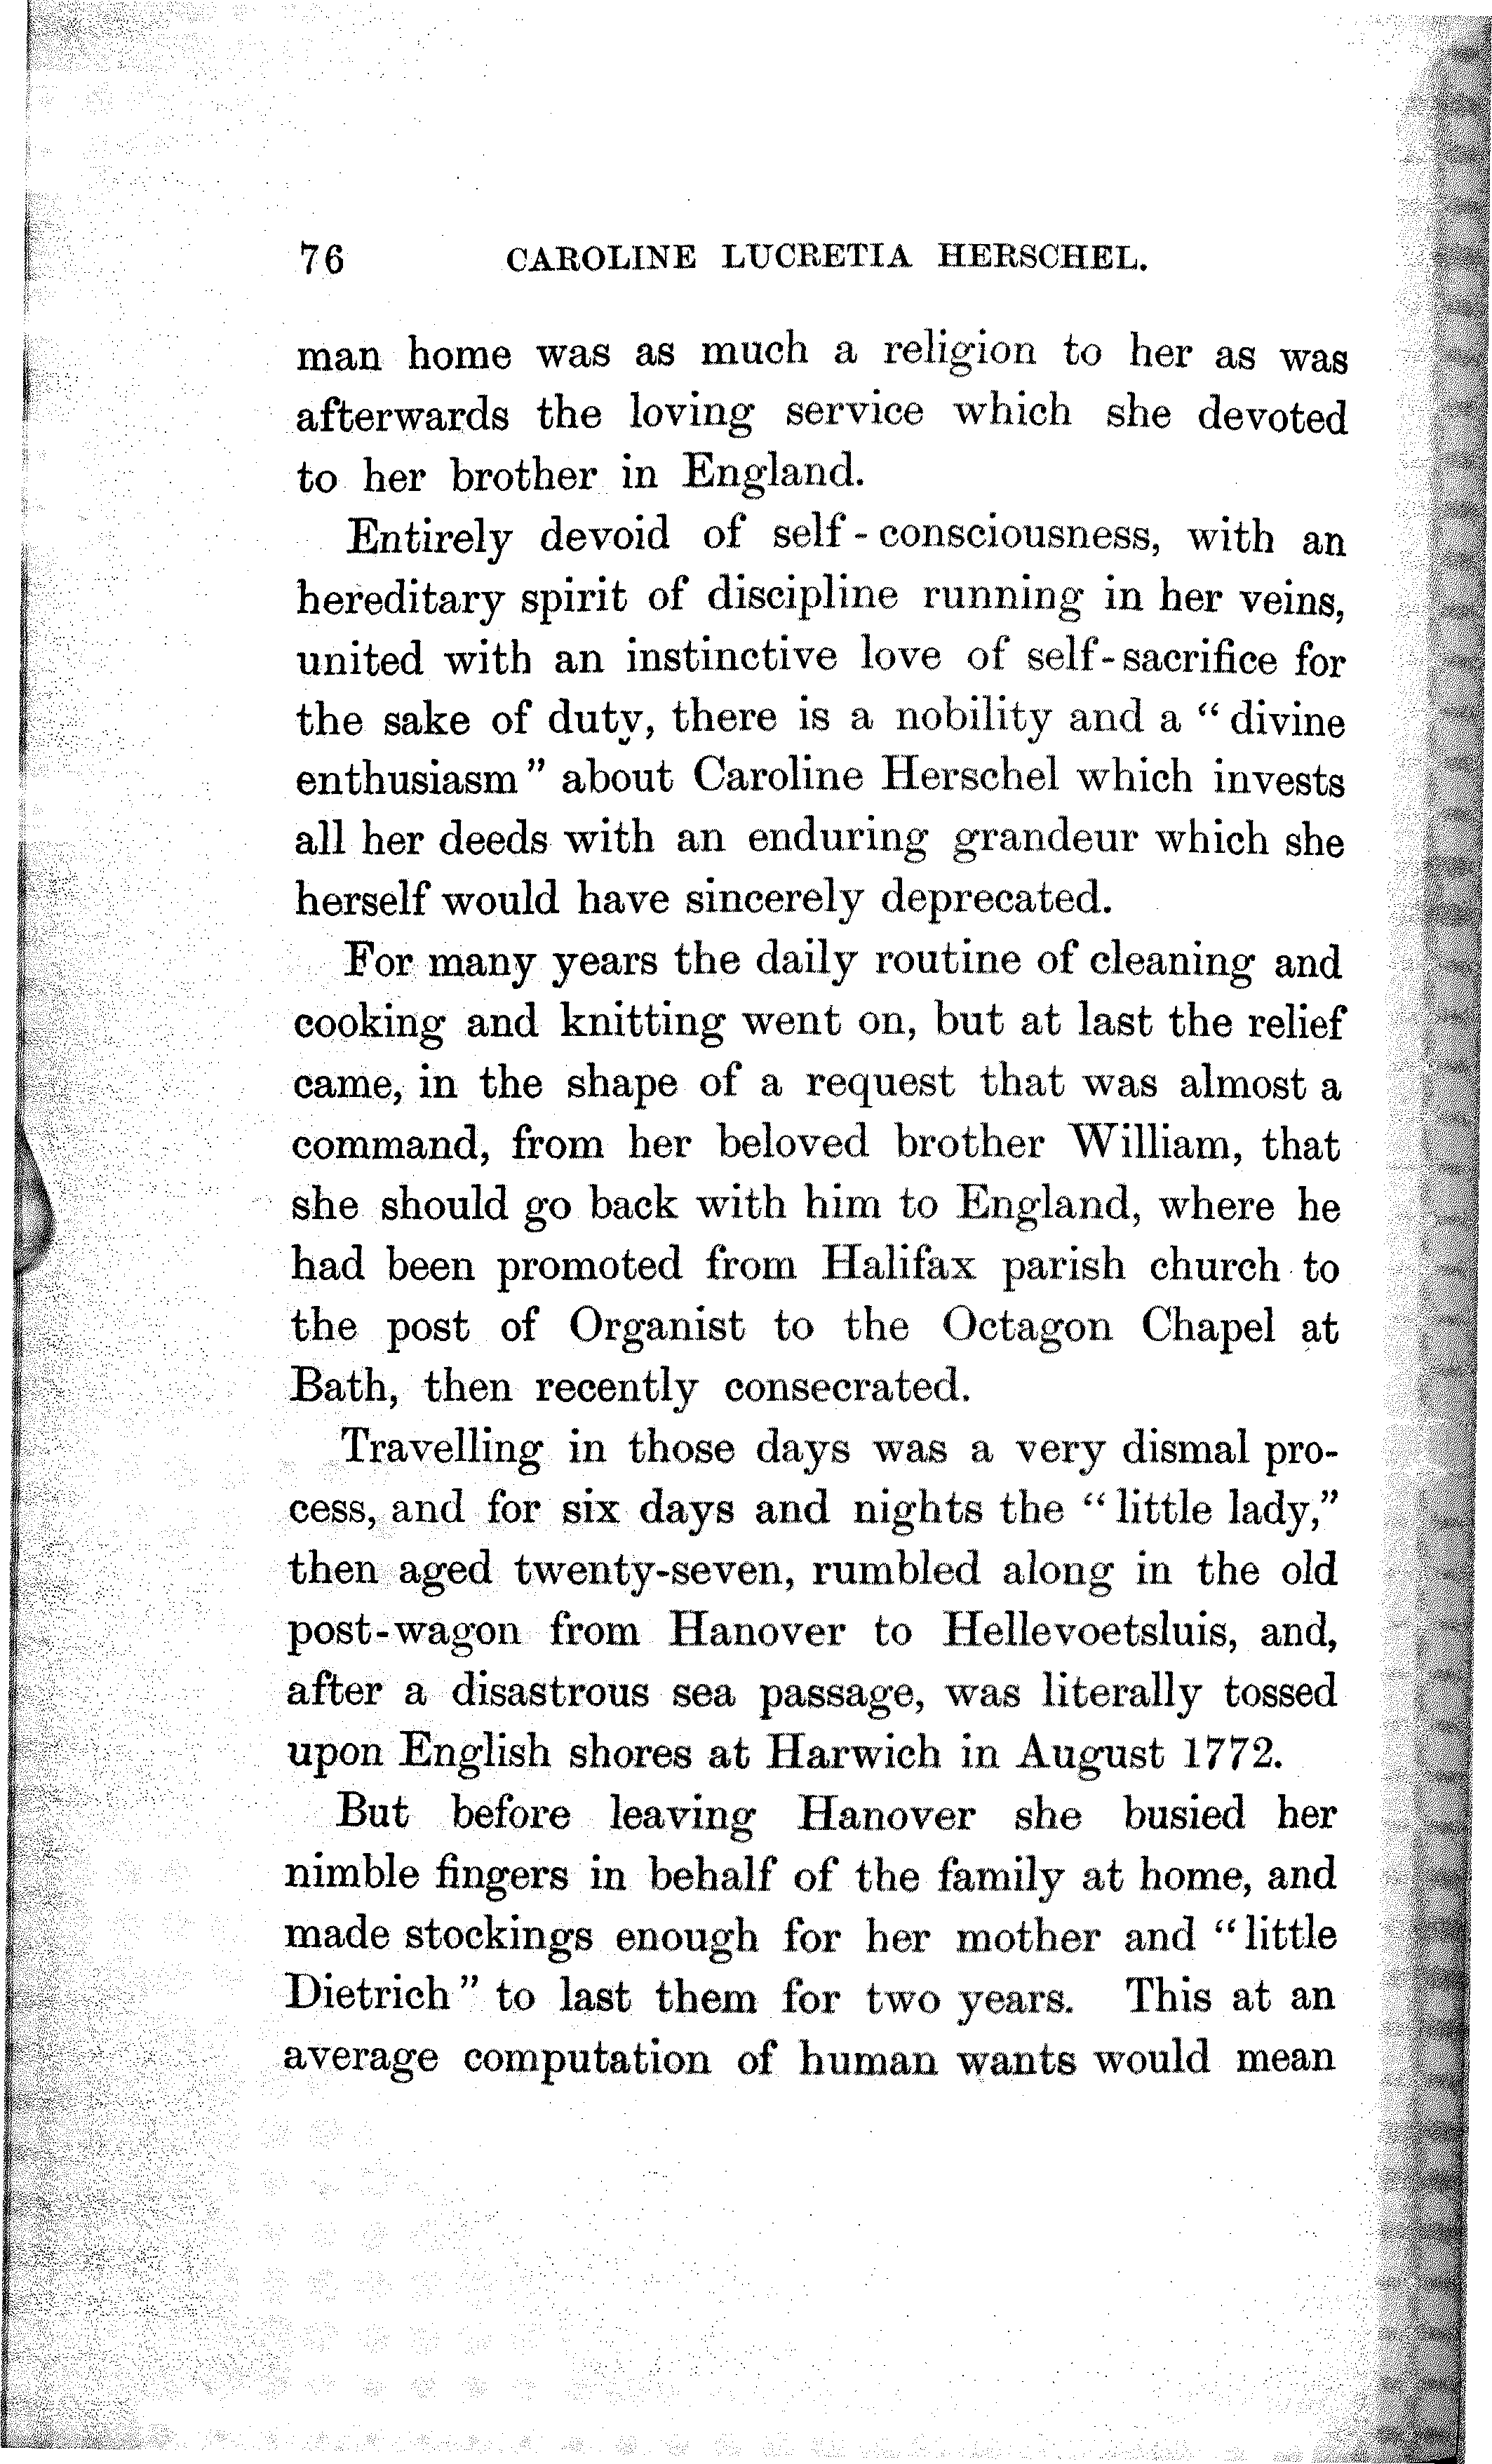 76 CAROLINE LUCRETIA HERSCHEL.
man home was as much a religion to her as was
afterwards the loving service which she devoted
to her brother in England.
Entirely devoid of self-consciousness, with an
hereditary spirit of discipline running in her veins,
united with an instinctive love of self-sacrifice for
the sake of duty, there is a nobility and a “divine
enthusiasm” about Caroline Herschel which invests
all her deeds with an enduring grandeur which she
herself would have sincerely deprecated.
For many years the daily routine of cleaning and
cooking and knitting went on, but at last the relief
came, in the shape of a request that was almost a
command, from her beloved brother William, that
she should go back with him to England, where he
had been promoted from Halifax parish church to
the post of Organist to the Octagon Chapel at
Bath, then recently consecrated.
Travelling in those days was a very dismal pro-
cess, and for six days and nights the “little lady,”
then aged twenty-seven, rumbled along in the old
post-wagon from Hanover to Hellevoetsluis, and,
after a disastrous sea passage, was literally tossed
upon English shores at Harwich in August 1772.
But before leaving Hanover she busied her
nimble fingers in behalf of the family at home, and
made stockings enough for her mother and “little
Dietrich” to last them for two years. This at an
average computation of human wants would mean